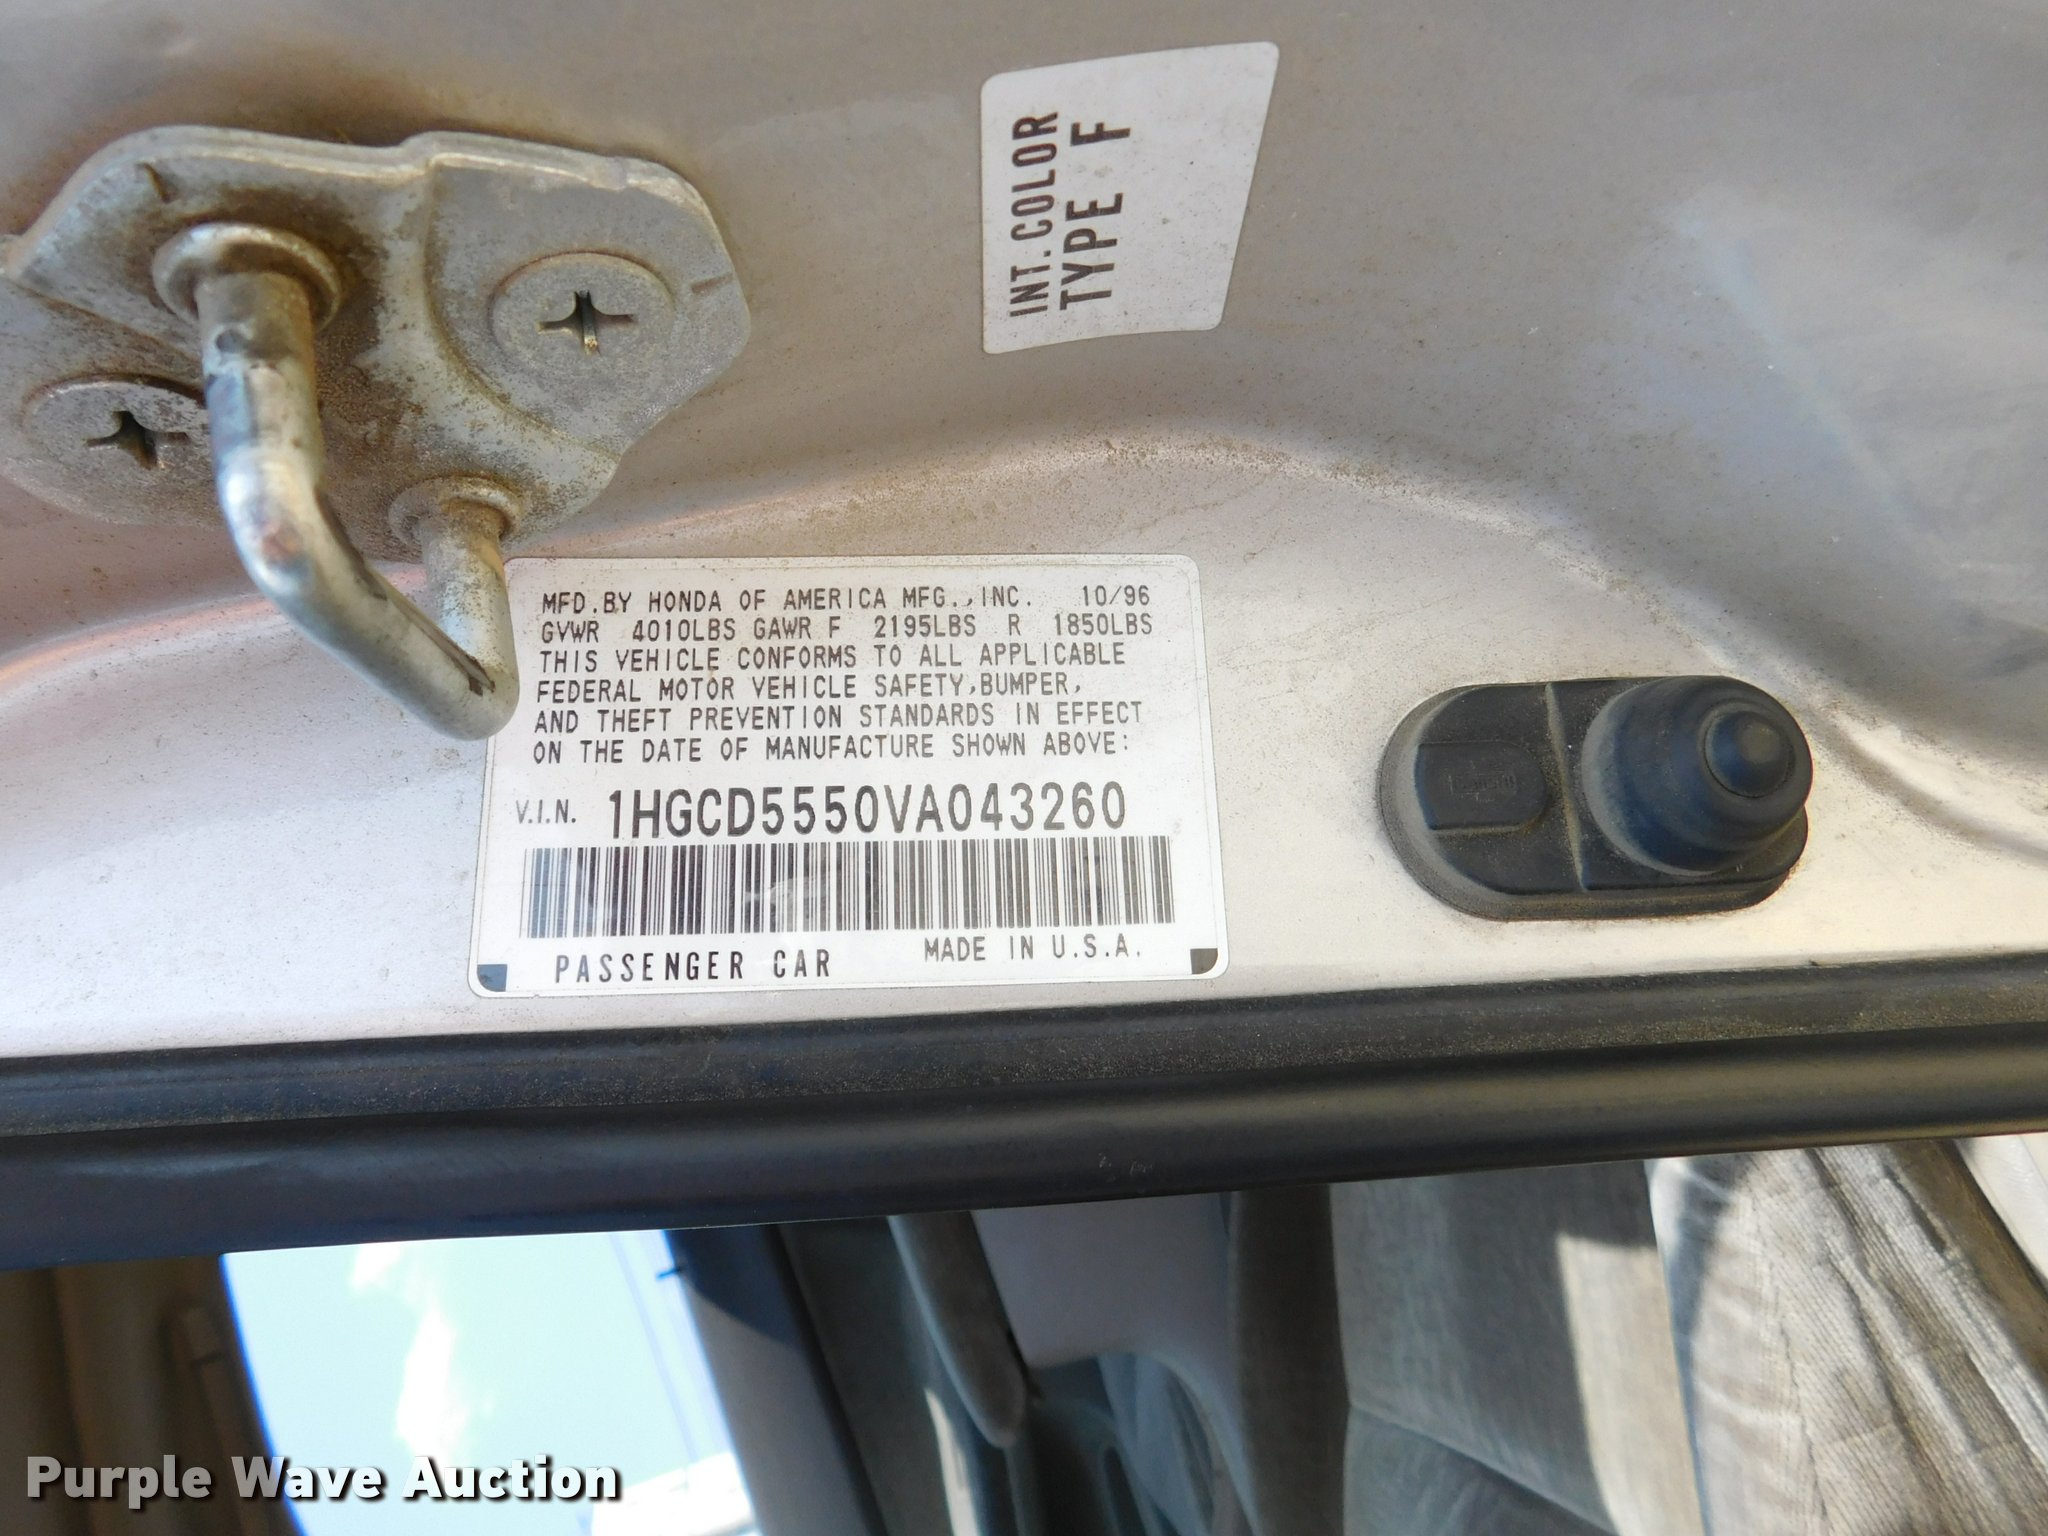 INT. COLOR
TYPE F
MFD. BY HONDA OF AMERICA MFG., INC. 10/96
GVWR 4010LBS GAWR F 2195LBS R 1850LBS
THIS VEHICLE CONFORMS TO ALL APPLICABLE
FEDERAL MOTOR VEHICLE SAFETY, BUMPER,
AND THEFT PREVENTION STANDARDS IN EFFECT
ON THE DATE OF MANUFACTURE SHOWN ABOVE:
V.I.N. 1HGCD5550VA043260
PASSENGER CAR MADE IN U.S.A.
Purple Wave Auction